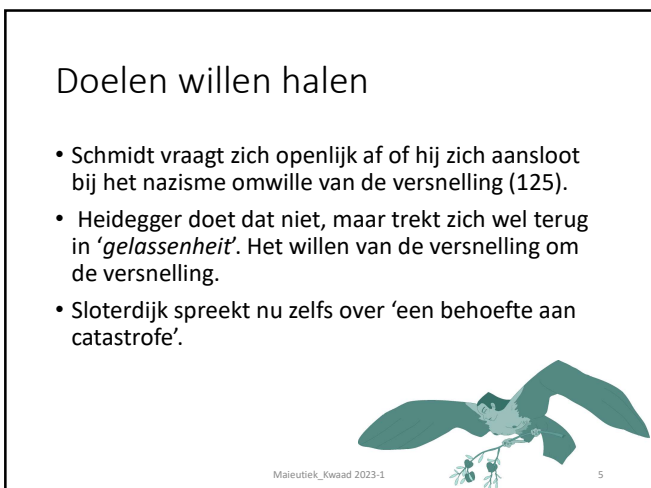 Doelen willen halen
• Schmidt vraagt zich openlijk af of hij zich aansloot
bij het nazisme omwille van de versnelling (125).
• Heidegger doet dat niet, maar trekt zich wel terug
in ‘gelassenheit’. Het willen van de versnelling om
de versnelling.
• Sloterdijk spreekt nu zelfs over ‘een behoefte aan
catastrofe’.
Maieutiek_Kwaad 2023-1
5